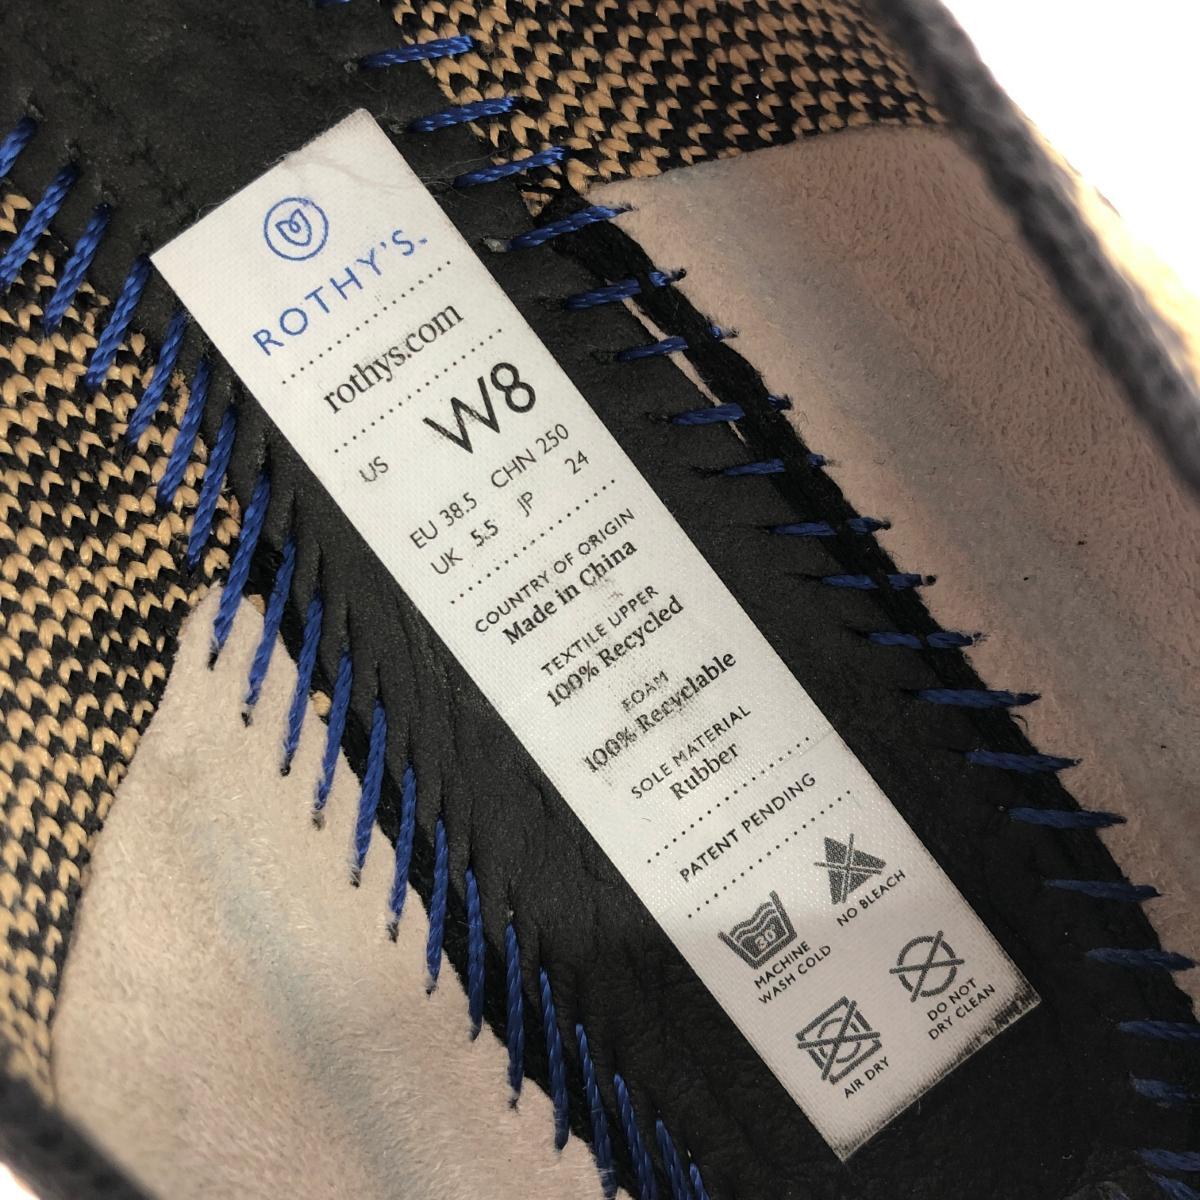 ROTHY'S™
rothys.com
US W8
EU 38.5 CHN 250
UK 5.5 JP 24
COUNTRY OF ORIGIN
Made in China
TEXTILE UPPER
100% Recycled
FOAM
100% Recyclable
SOLE MATERIAL
Rubber
PATENT PENDING
30°
MACHINE
WASH COLD
NO BLEACH
AIR DRY
DO NOT
DRY CLEAN